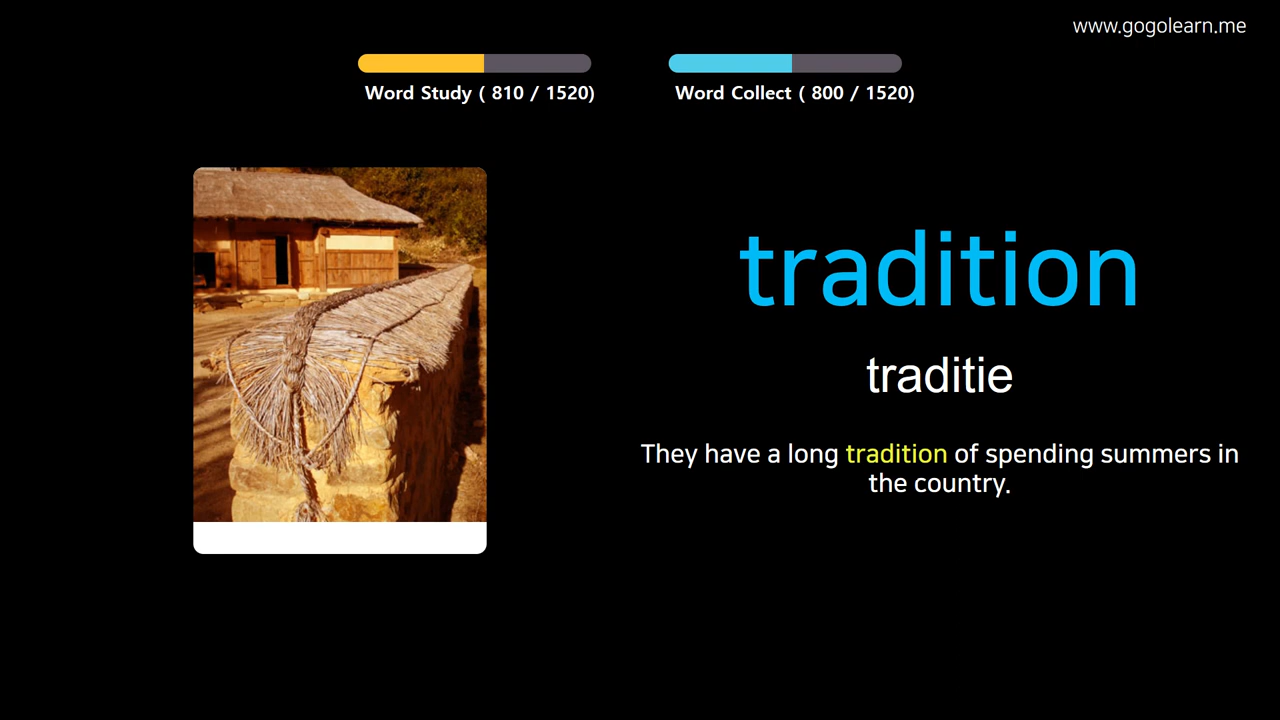 www.gogolearn.me
Word Study ( 810 / 1520)
Word Collect ( 800 / 1520)
tradition
traditie
They have a long tradition of spending summers in
the country.